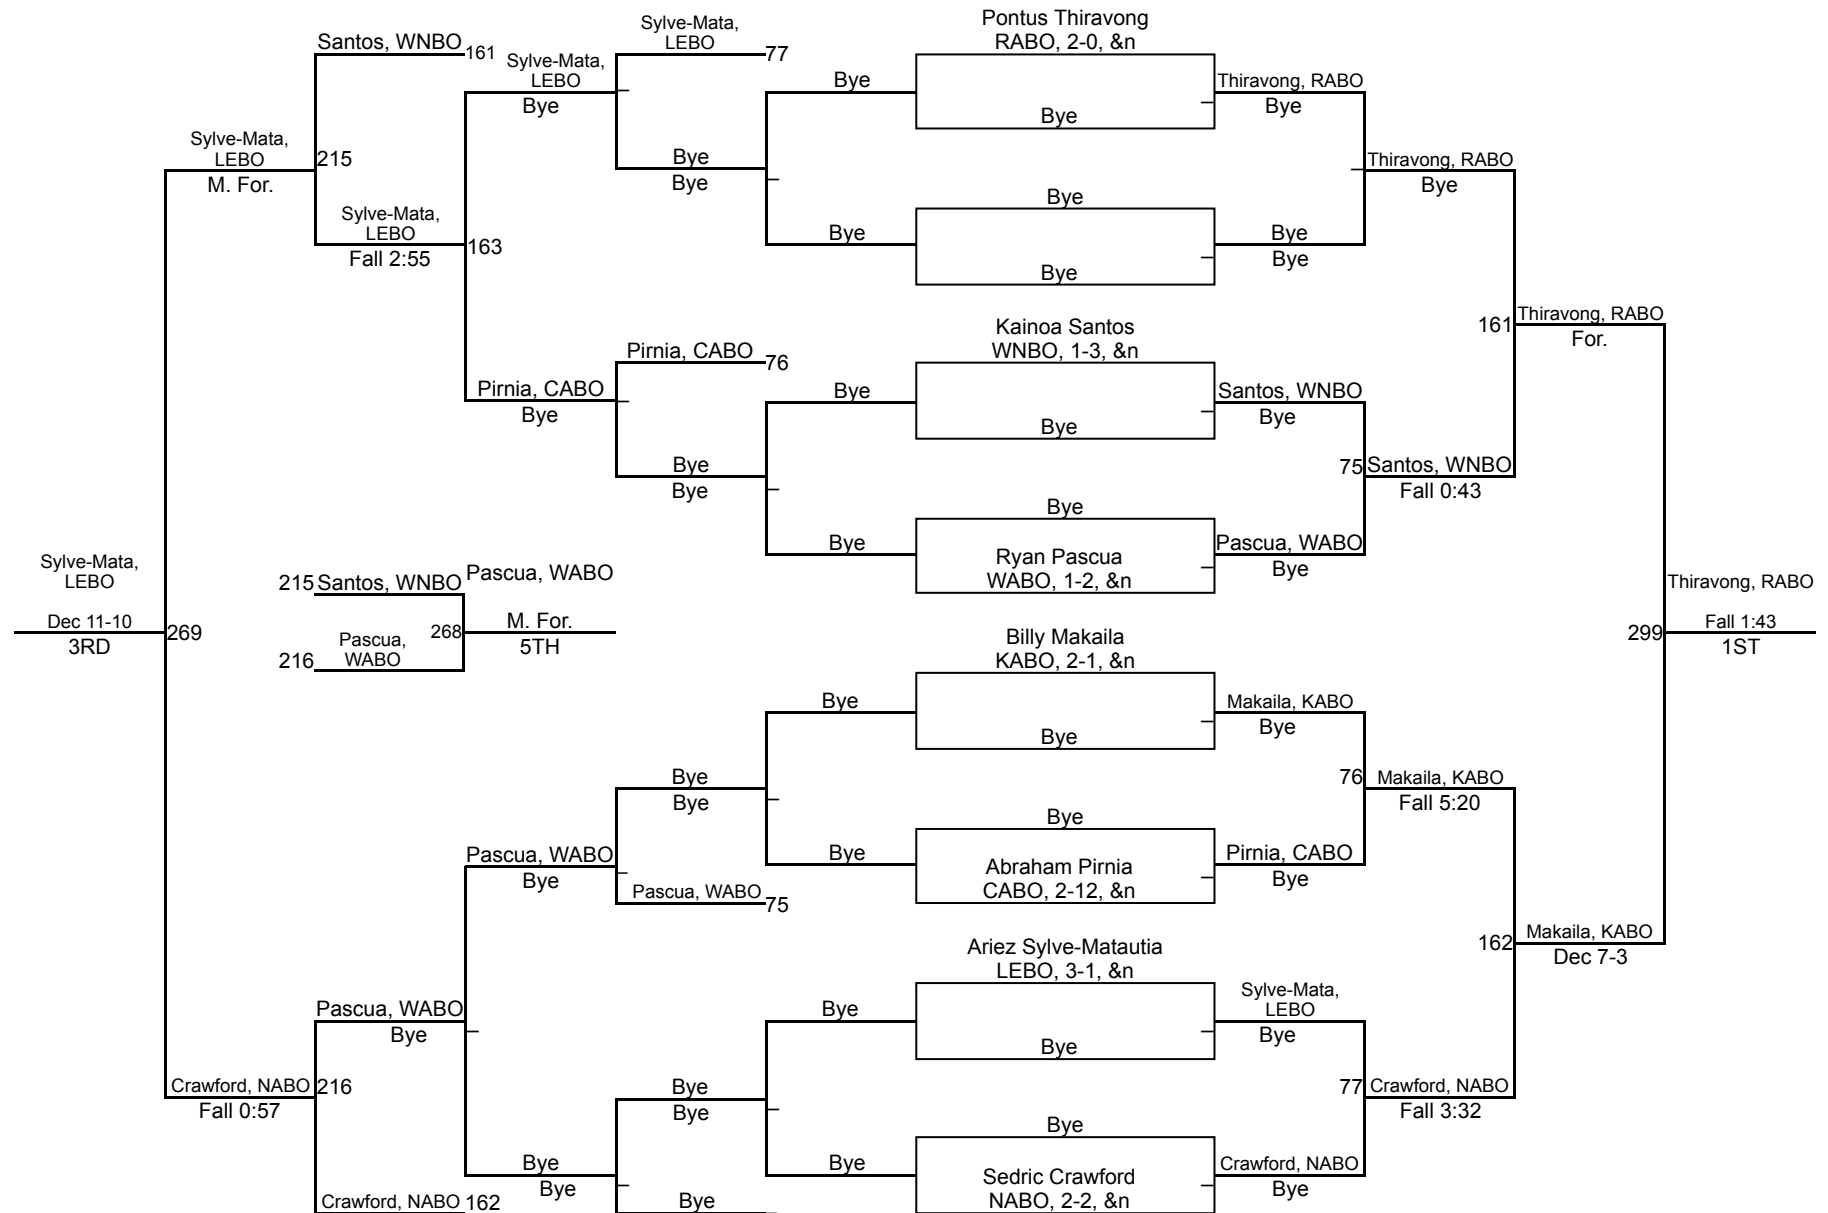 Pontus Thiravong
RABO, 2-0, &n
Sylve-Mata,
LEBO
77
Santos, WNBO
161
Sylve-Mata,
LEBO
Bye
Bye
Bye
Thiravong, RABO
Bye
Sylve-Mata,
LEBO
M. For.
215
Bye
Bye
Thiravong, RABO
Bye
Sylve-Mata,
LEBO
Fall 2:55
163
Bye
Bye
Bye
Bye
Bye
Kainoa Santos
WNBO, 1-3, &n
161
Thiravong, RABO
For.
Pirnia, CABO
76
Pirnia, CABO
Bye
Bye
Bye
Santos, WNBO
Bye
Bye
Bye
75
Santos, WNBO
Fall 0:43
Bye
Bye
Ryan Pascua
WABO, 1-2, &n
Pascua, WABO
Bye
Sylve-Mata,
LEBO
Dec 11-10
3RD
269
215
Santos, WNBO
Pascua, WABO
216
Pascua,
WABO
268
M. For.
5TH
Thiravong, RABO
299
Fall 1:43
1ST
Billy Makaila
KABO, 2-1, &n
Bye
Bye
Makaila, KABO
Bye
Bye
Bye
76
Makaila, KABO
Fall 5:20
Pascua, WABO
Bye
Bye
Bye
Abraham Pirnia
CABO, 2-12, &n
Pirnia, CABO
Bye
Pascua, WABO
75
Ariez Sylve-Matautia
LEBO, 3-1, &n
162
Makaila, KABO
Dec 7-3
Pascua, WABO
Bye
Bye
Bye
Sylve-Mata,
LEBO
Bye
Crawford, NABO
Fall 0:57
216
Bye
Bye
77
Crawford, NABO
Fall 3:32
Bye
Bye
Bye
Bye
Sedric Crawford
NABO, 2-2, &n
Crawford, NABO
Bye
Crawford, NABO
162
Bye